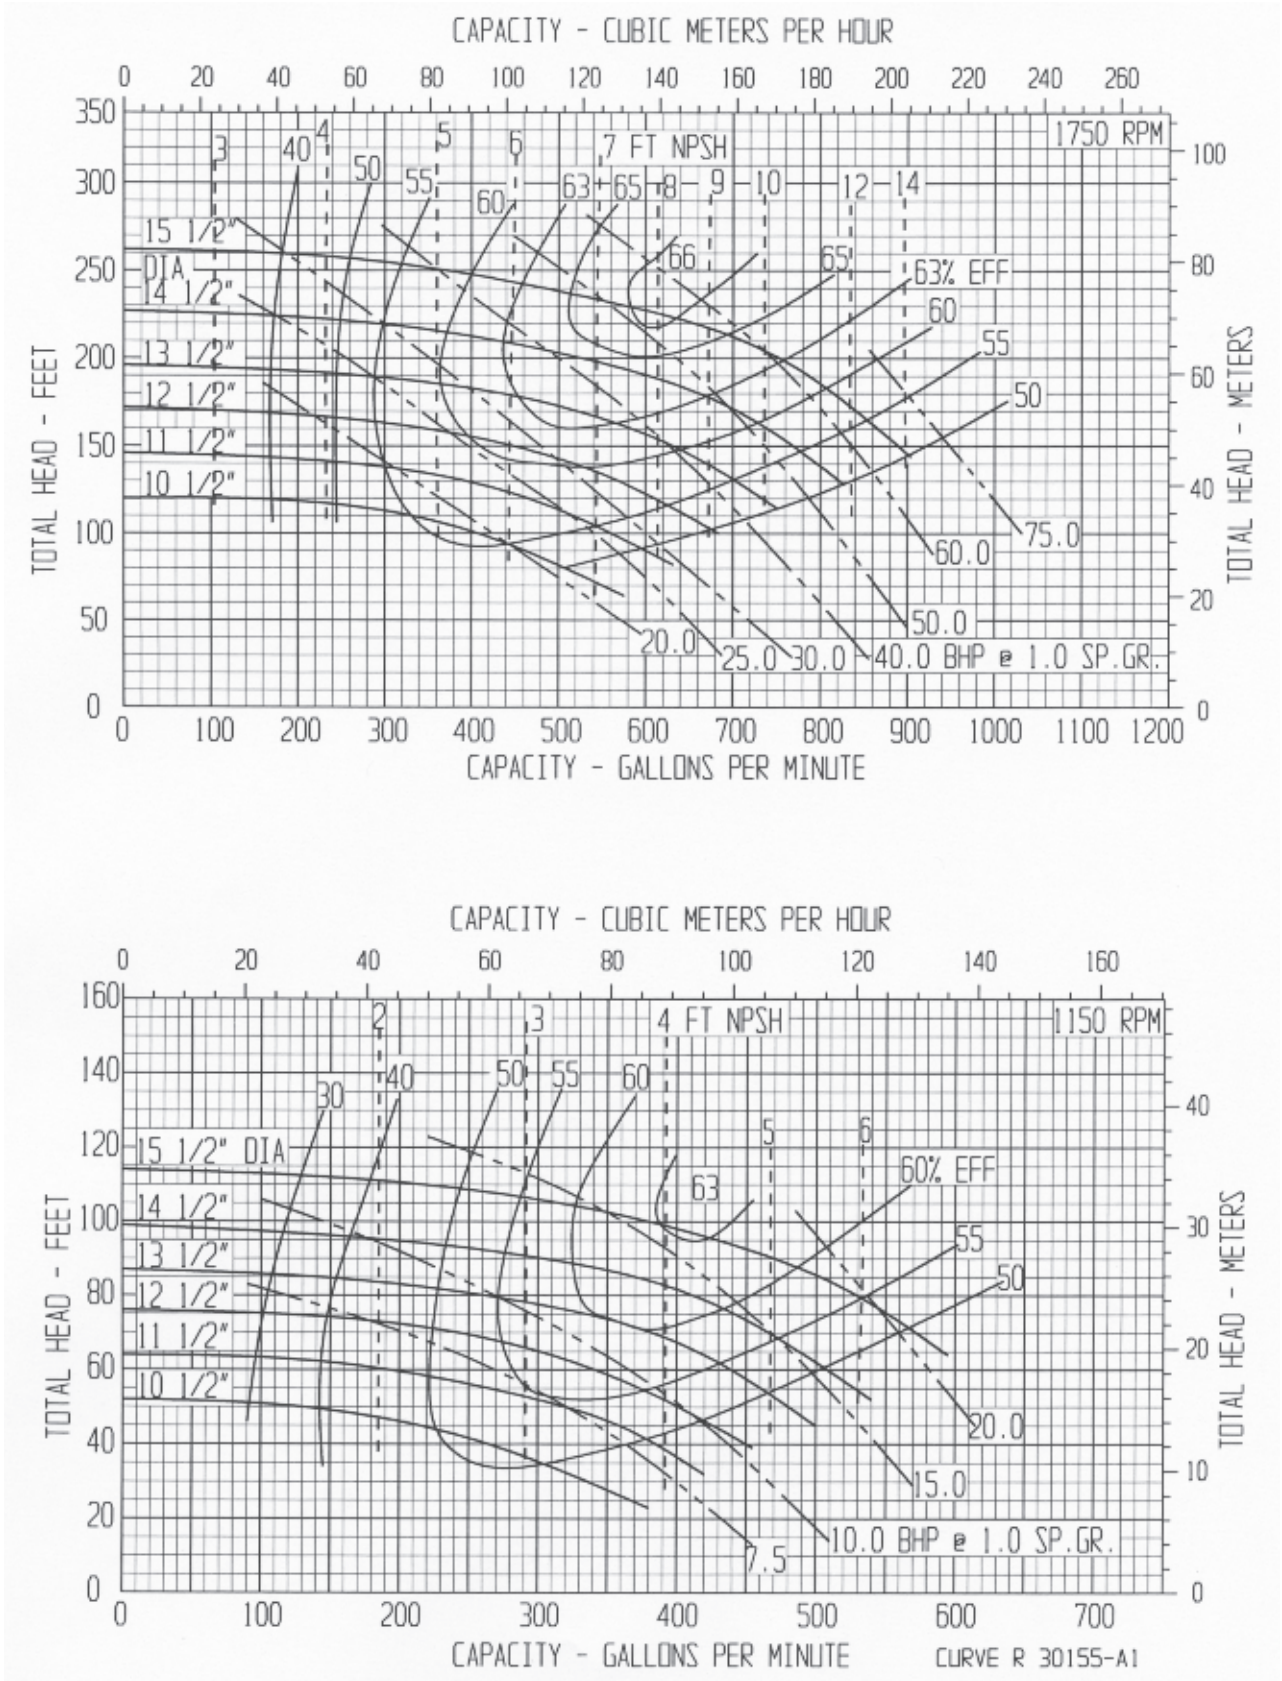 CAPACITY - CUBIC METERS PER HOUR
0 20 40 60 80 100 120 140 160 180 200 220 240 260
350 3 40 4 50 55 5 60 6 63 7 FT NPSH 1750 RPM 100
300 65 8 9 10 12 14
15 1/2" DIA 66 65 63% EFF 80
250
14 1/2" 60
200 55
13 1/2" 60
12 1/2" 50
150
11 1/2" 40
10 1/2"
100 75.0
60.0
20
50 50.0
20.0 25.0 30.0 40.0 BHP @ 1.0 SP.GR.
0 0
TOTAL HEAD - FEET
TOTAL HEAD - METERS
0 100 200 300 400 500 600 700 800 900 1000 1100 1200
CAPACITY - GALLONS PER MINUTE
CAPACITY - CUBIC METERS PER HOUR
0 20 40 60 80 100 120 140 160
160 2 3 4 FT NPSH 1150 RPM
140 30 40 50 55 60 40
120 5 6
15 1/2" DIA 63 60% EFF
100 14 1/2" 30
55
13 1/2" 50
80
12 1/2"
60 11 1/2" 20
10 1/2"
40 20.0
10
20 15.0
7.5 10.0 BHP @ 1.0 SP.GR.
0 0
TOTAL HEAD - FEET
TOTAL HEAD - METERS
0 100 200 300 400 500 600 700
CAPACITY - GALLONS PER MINUTE CURVE R 30155-A1